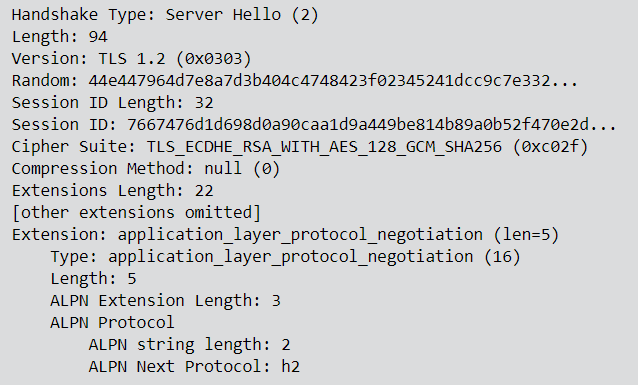 Handshake Type: Server Hello (2)
Length: 94
Version: TLS 1.2 (0x0303)
Random: 44e447964d7e8a7d3b404c4748423f02345241dcc9c7e332...
Session ID Length: 32
Session ID: 7667476d1d698d0a90caa1d9a449be814b89a0b52f470e2d...
Cipher Suite: TLS_ECDHE_RSA_WITH_AES_128_GCM_SHA256 (0xc02f)
Compression Method: null (0)
Extensions Length: 22
[other extensions omitted]
Extension: application_layer_protocol_negotiation (len=5)
Type: application_layer_protocol_negotiation (16)
Length: 5
ALPN Extension Length: 3
ALPN Protocol
ALPN string length: 2
ALPN Next Protocol: h2